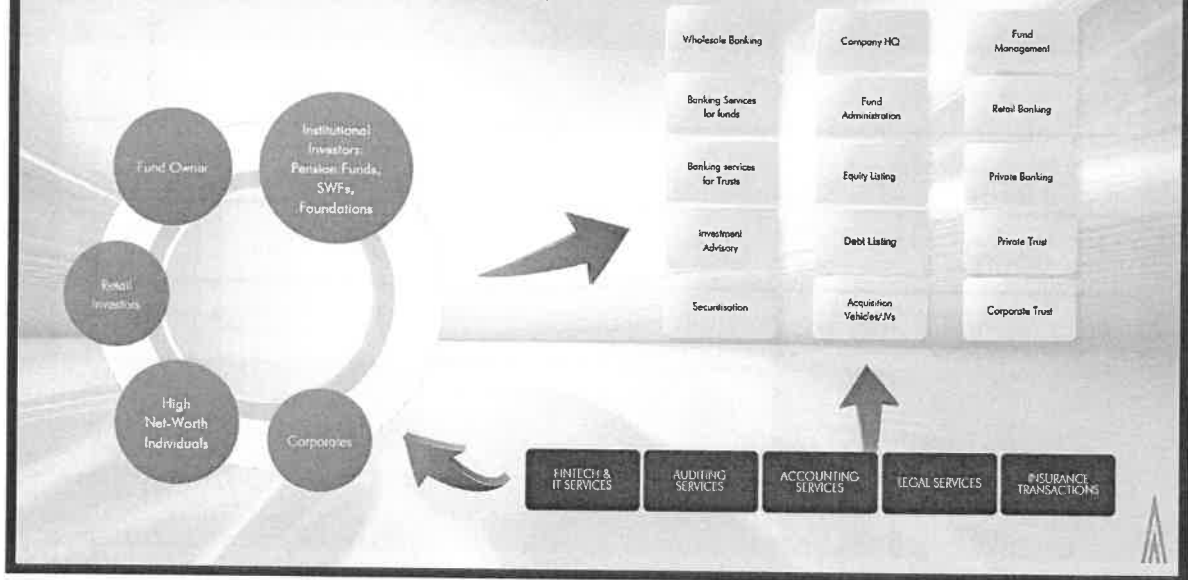 Fund Owner
Institutional
Investors:
Pension Funds,
SWFs,
Foundations
Retail
Investors
High
Net-Worth
Individuals
Corporates
Wholesale Banking
Company HQ
Fund
Management
Banking Services
for funds
Fund
Administration
Retail Banking
Banking services
for Trusts
Equity Listing
Private Banking
Investment
Advisory
Debt Listing
Private Trust
Securitisation
Acquisition
Vehicles/JVs
Corporate Trust
FINTECH &
IT SERVICES
AUDITING
SERVICES
ACCOUNTING
SERVICES
LEGAL SERVICES
INSURANCE
TRANSACTIONS